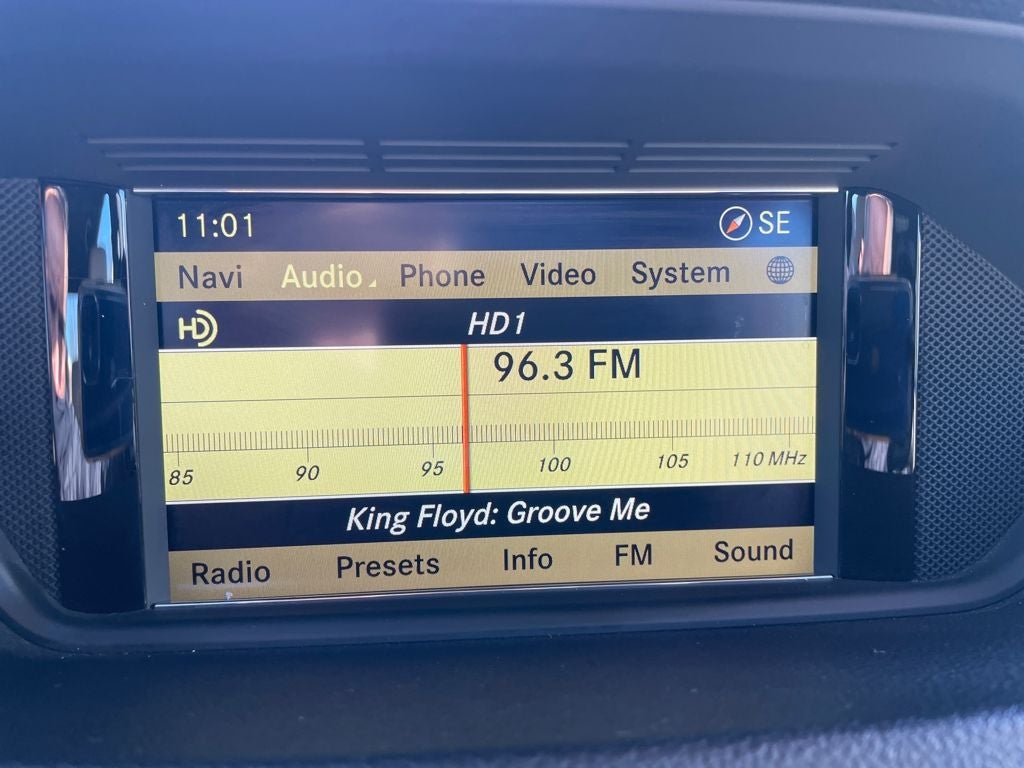 11:01 SE
Navi Audio Phone Video System
HD HD1
96.3 FM
85 90 95 100 105 110 MHz
King Floyd: Groove Me
Radio Presets Info FM Sound